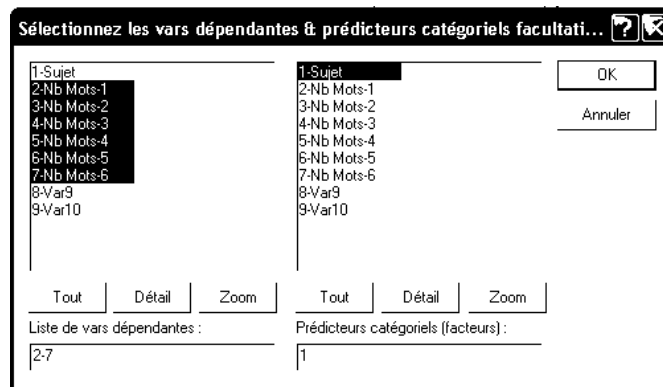 Sélectionnez les vars dépendantes & prédicteurs catégoriels facultati...
1-Sujet
2-Nb Mots-1
3-Nb Mots-2
4-Nb Mots-3
5-Nb Mots-4
6-Nb Mots-5
7-Nb Mots-6
8-Var9
9-Var10
1-Sujet
2-Nb Mots-1
3-Nb Mots-2
4-Nb Mots-3
5-Nb Mots-4
6-Nb Mots-5
7-Nb Mots-6
8-Var9
9-Var10
OK
Annuler
Tout Détail Zoom Tout Détail Zoom
Liste de vars dépendantes : Prédicteurs catégoriels (facteurs) :
2-7 1